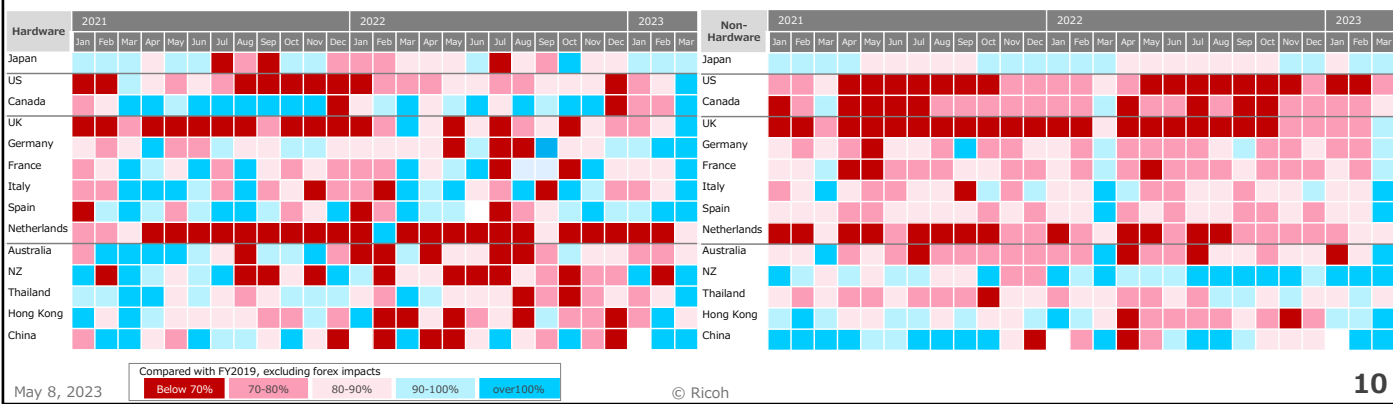 Hardware 2021 2022 2023
Jan Feb Mar Apr May Jun Jul Aug Sep Oct Nov Dec Jan Feb Mar Apr May Jun Jul Aug Sep Oct Nov Dec Jan Feb Mar
Japan
US
Canada
UK
Germany
France
Italy
Spain
Netherlands
Australia
NZ
Thailand
Hong Kong
China
Non-
Hardware
2021 2022 2023
Jan Feb Mar Apr May Jun Jul Aug Sep Oct Nov Dec Jan Feb Mar Apr May Jun Jul Aug Sep Oct Nov Dec Jan Feb Mar
Japan
US
Canada
UK
Germany
France
Italy
Spain
Netherlands
Australia
NZ
Thailand
Hong Kong
China
Compared with FY2019, excluding forex impacts
Below 70% 70-80% 80-90% 90-100% over100%
May 8, 2023 © Ricoh 10